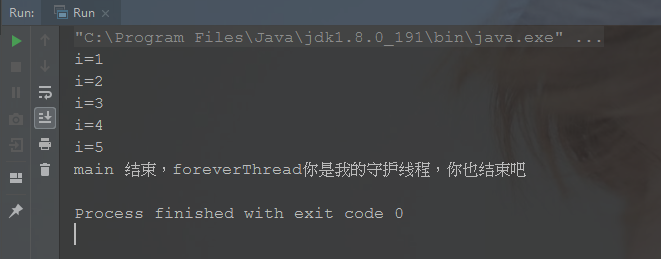 Run: Run
"C:\Program Files\Java\jdk1.8.0_191\bin\java.exe" ...
i=1
i=2
i=3
i=4
i=5
main 结束，foreverThread你是我的守护线程，你也结束吧
Process finished with exit code 0